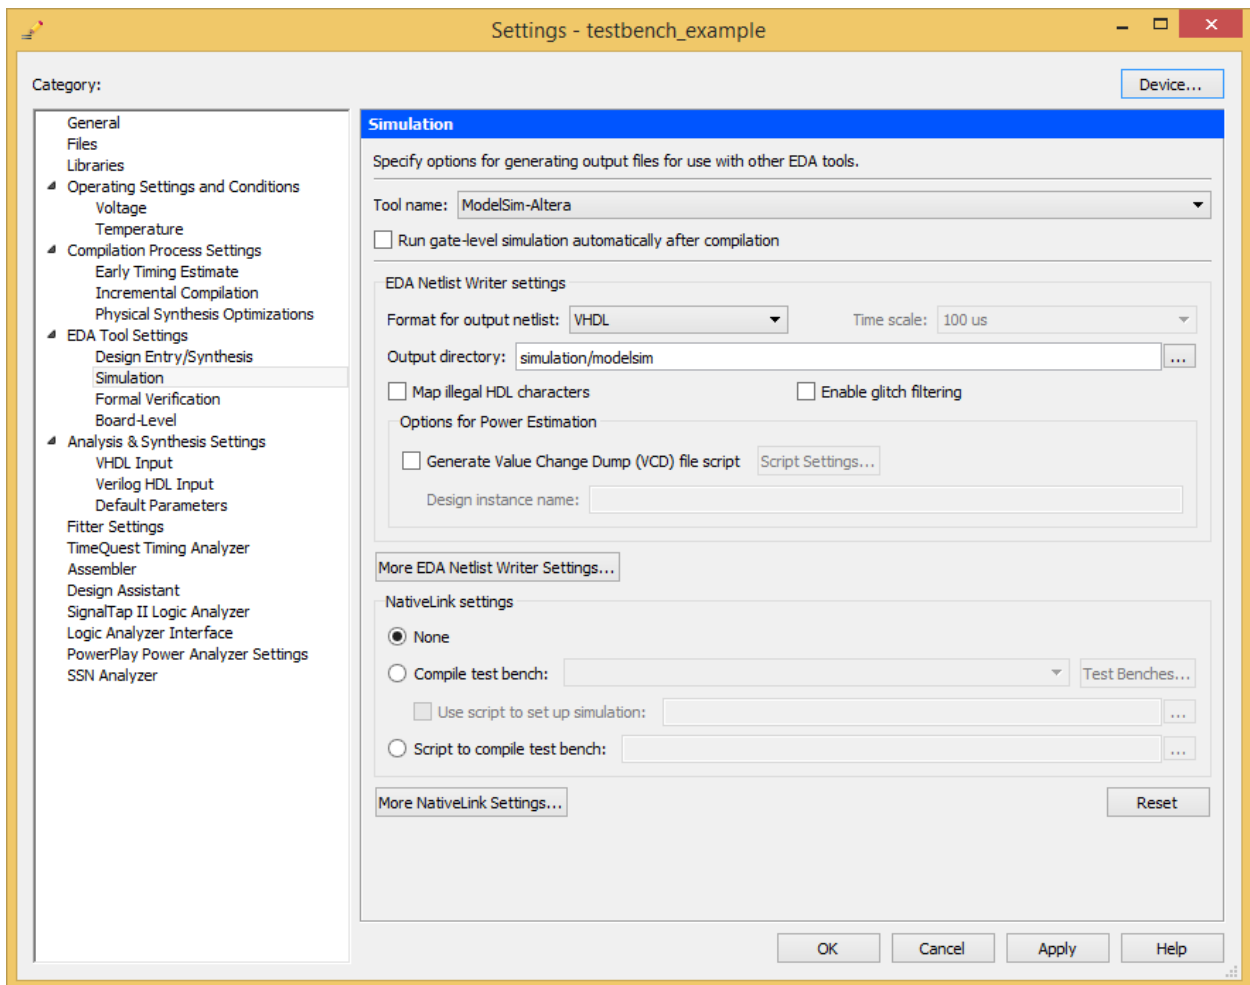 Settings - testbench_example
Category:
Device...
General
Files
Libraries
Operating Settings and Conditions
Voltage
Temperature
Compilation Process Settings
Early Timing Estimate
Incremental Compilation
Physical Synthesis Optimizations
EDA Tool Settings
Design Entry/Synthesis
Simulation
Formal Verification
Board-Level
Analysis & Synthesis Settings
VHDL Input
Verilog HDL Input
Default Parameters
Fitter Settings
TimeQuest Timing Analyzer
Assembler
Design Assistant
SignalTap II Logic Analyzer
Logic Analyzer Interface
PowerPlay Power Analyzer Settings
SSN Analyzer
Simulation
Specify options for generating output files for use with other EDA tools.
Tool name: ModelSim-Altera
Run gate-level simulation automatically after compilation
EDA Netlist Writer settings
Format for output netlist: VHDL Time scale: 100 us
Output directory: simulation/modelsim ...
Map illegal HDL characters Enable glitch filtering
Options for Power Estimation
Generate Value Change Dump (VCD) file script Script Settings...
Design instance name:
More EDA Netlist Writer Settings...
NativeLink settings
None
Compile test bench: Test Benches...
Use script to set up simulation: ...
Script to compile test bench: ...
More NativeLink Settings... Reset
OK Cancel Apply Help